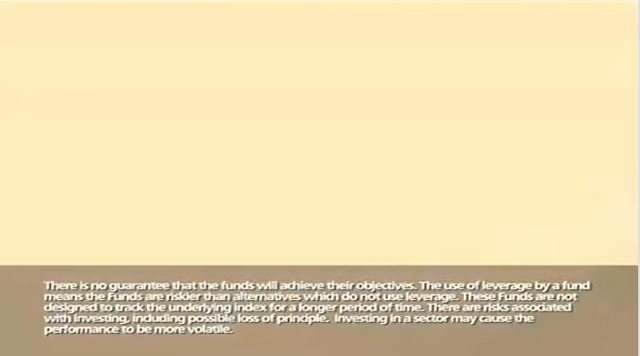 There is no guarantee that the funds will achieve their objectives. The use of leverage by a fund
means the Funds are riskier than alternatives which do not use leverage. These Funds are not
designed to track the underlying index for a longer period of time. There are risks associated
with investing, including possible loss of principle. Investing in a sector may cause the
performance to be more volatile.